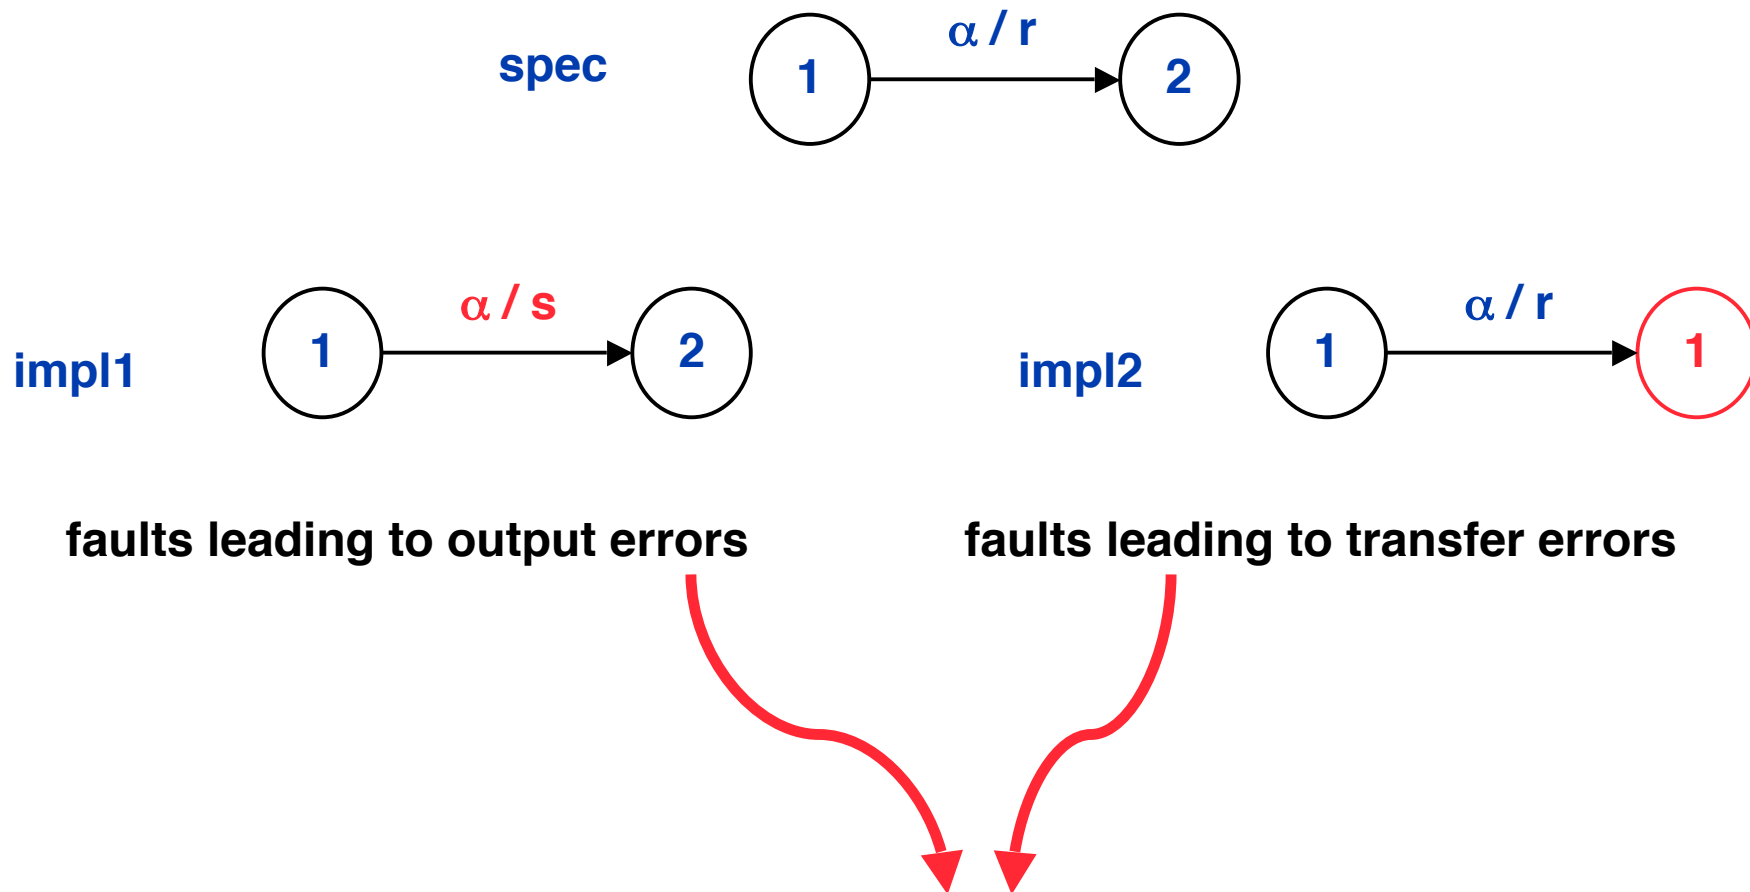 α / r
spec
1
2
α / s
α / r
1
2
1
1
impl1
impl2
faults leading to output errors
faults leading to transfer errors